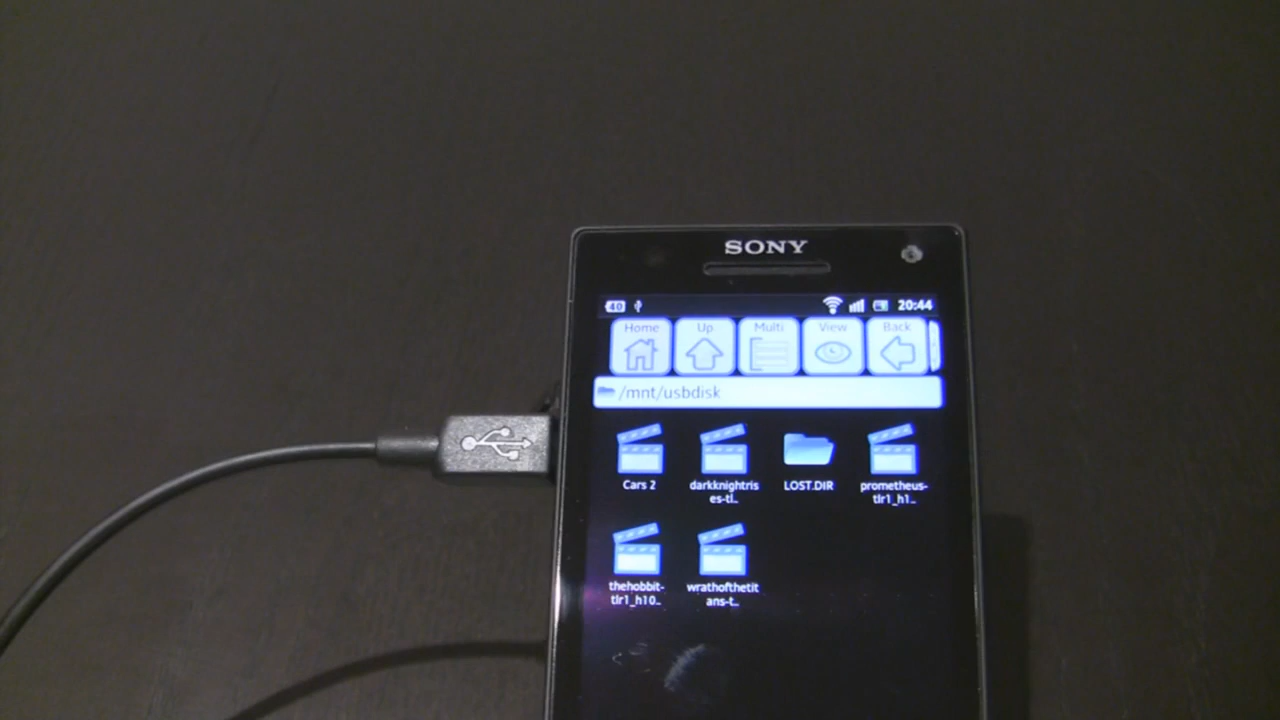 SONY
40 20:44
Home Up Multi View Back
/mnt/usbdisk
Cars 2 darkknightris LOST.DIR prometheus-
es-tl.. tlr1_h1..
thehobbit- wrathofthetit
tlr1_h10.. ans-t..